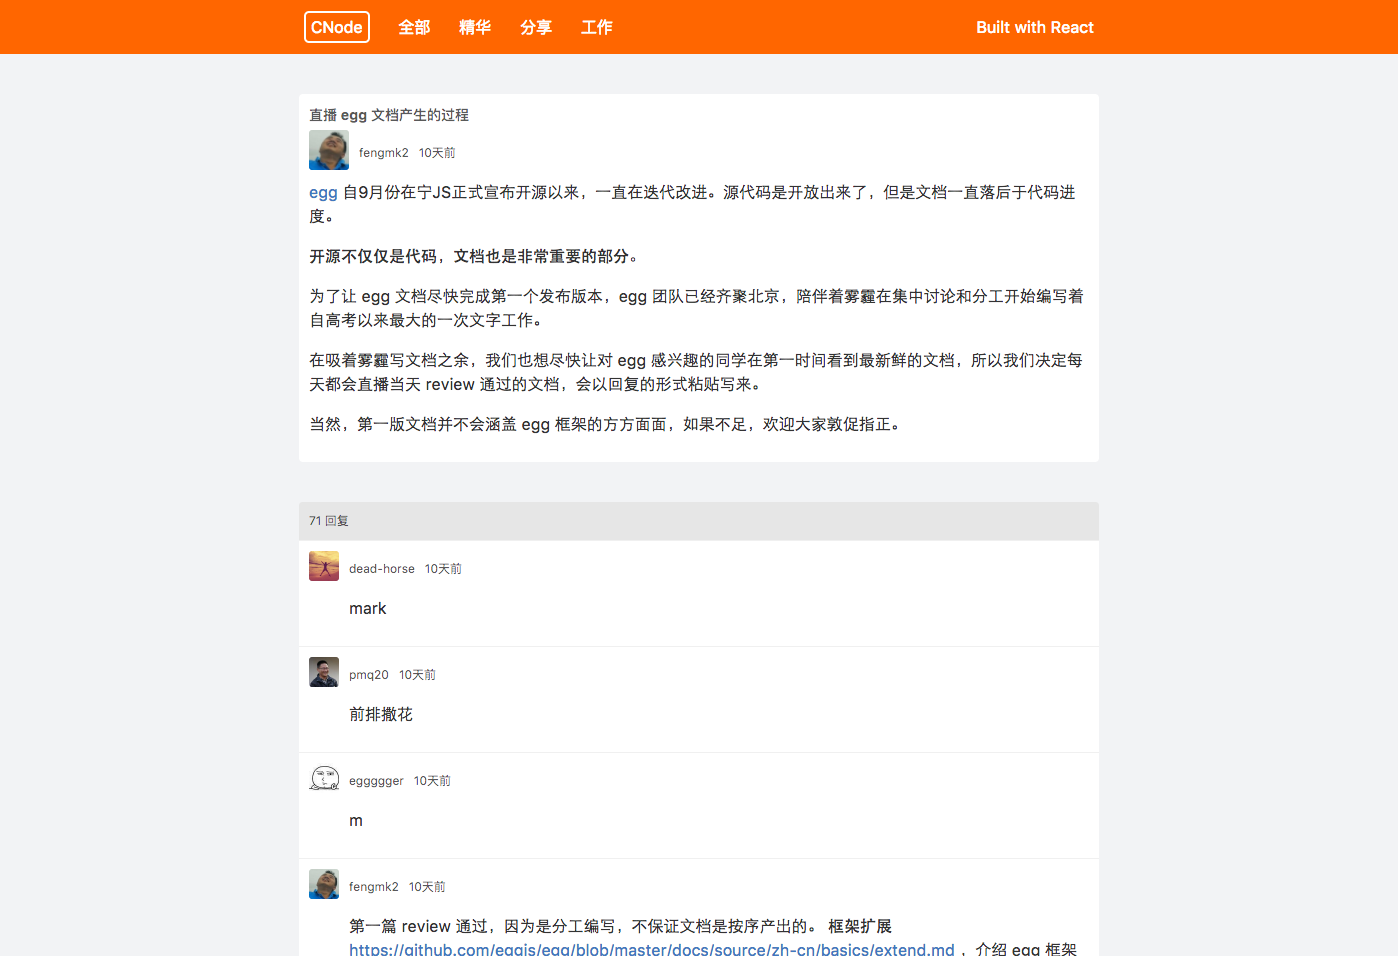 CNode 全部 精华 分享 工作 Built with React
直播 egg 文档产生的过程
fengmk2 10天前
egg 自9月份在宁JS正式宣布开源以来，一直在迭代改进。源代码是开放出来了，但是文档一直落后于代码进
度。
开源不仅仅是代码，文档也是非常重要的部分。
为了让 egg 文档尽快完成第一个发布版本，egg 团队已经齐聚北京，陪伴着雾霾在集中讨论和分工开始编写着
自高考以来最大的一次文字工作。
在吸着雾霾写文档之余，我们也想尽快让对 egg 感兴趣的同学在第一时间看到最新鲜的文档，所以我们决定每
天都会直播当天 review 通过的文档，会以回复的形式粘贴写来。
当然，第一版文档并不会涵盖 egg 框架的方方面面，如果不足，欢迎大家敦促指正。
71 回复
dead-horse 10天前
mark
pmq20 10天前
前排撒花
eggggger 10天前
m
fengmk2 10天前
第一篇 review 通过，因为是分工编写，不保证文档是按序产出的。 框架扩展
https://github.com/eggjs/egg/blob/master/docs/source/zh-cn/basics/extend.md ，介绍 egg 框架